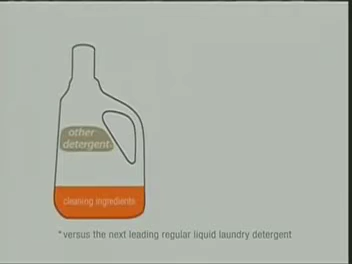 other
detergent
cleaning ingredients
*versus the next leading regular liquid laundry detergent